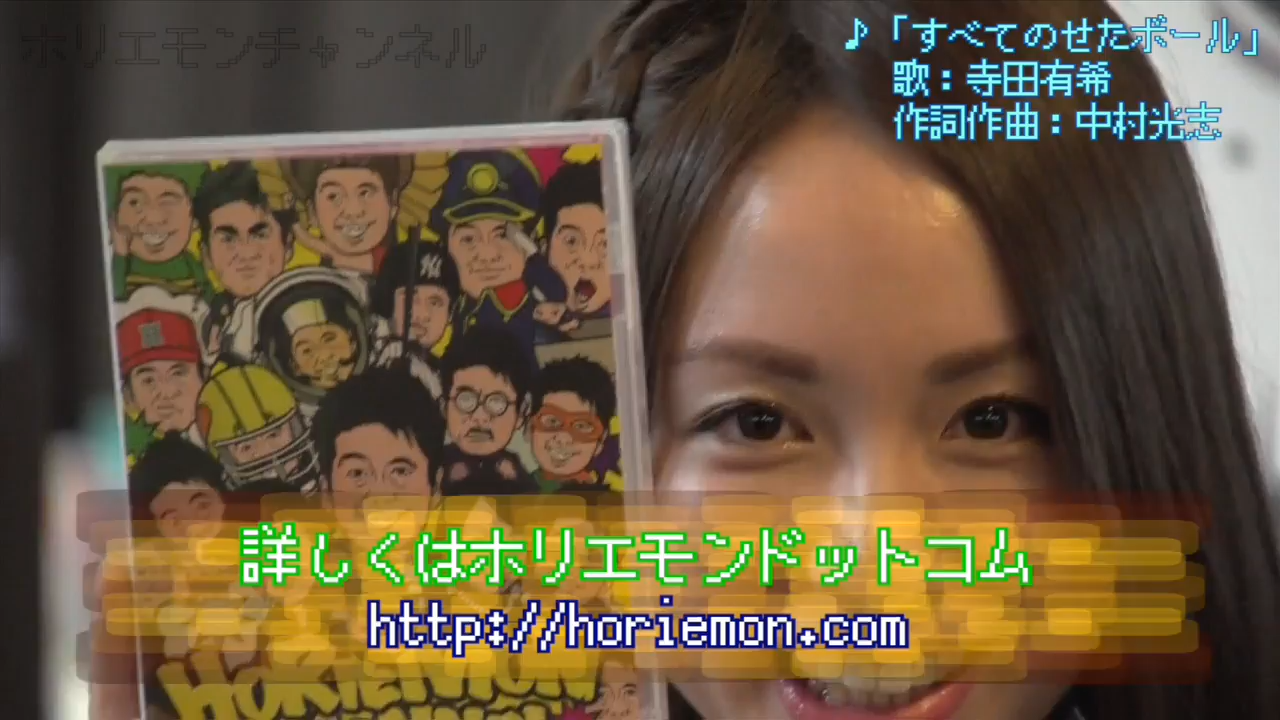 ホリエモンチャンネル
♪「すべてのせたボール」
歌：寺田有希
作詞作曲：中村光志
詳しくはホリエモンドットコム
http://horiemon.com
HORIEMON